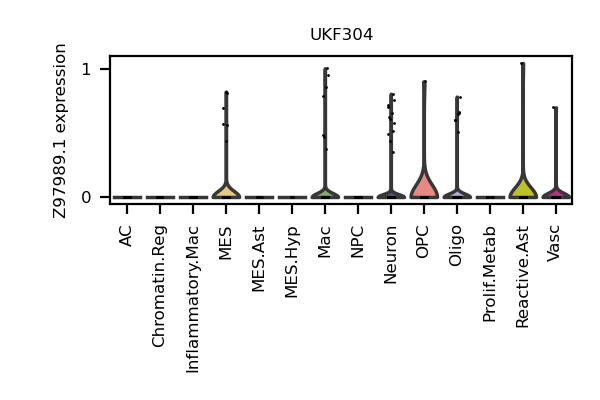 UKF304
Z97989.1 expression
1
0
AC
Chromatin.Reg
Inflammatory.Mac
MES
MES.Ast
MES.Hyp
Mac
NPC
Neuron
OPC
Oligo
Prolif.Metab
Reactive.Ast
Vasc